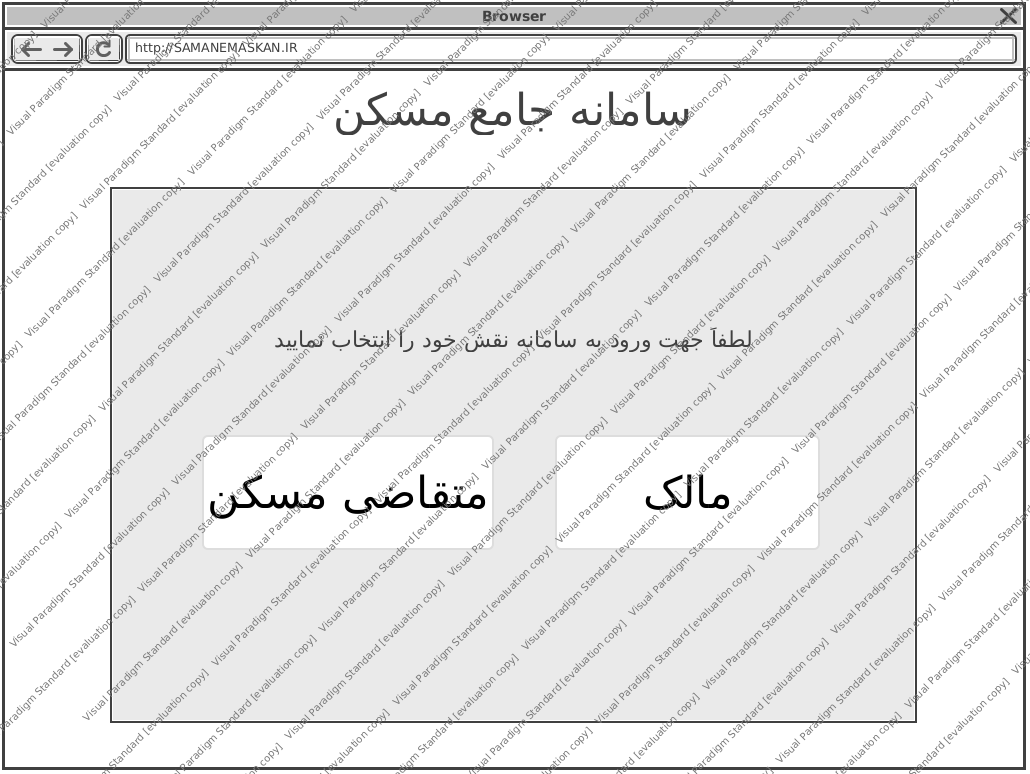 Browser
http://SAMANEMASKAN.IR
سامانه جامع مسکن
لطفاَ جهت ورود به سامانه نقش خود را انتخاب نمایید
مالک
متقاضی مسکن
Visual Paradigm Standard [evaluation copy]